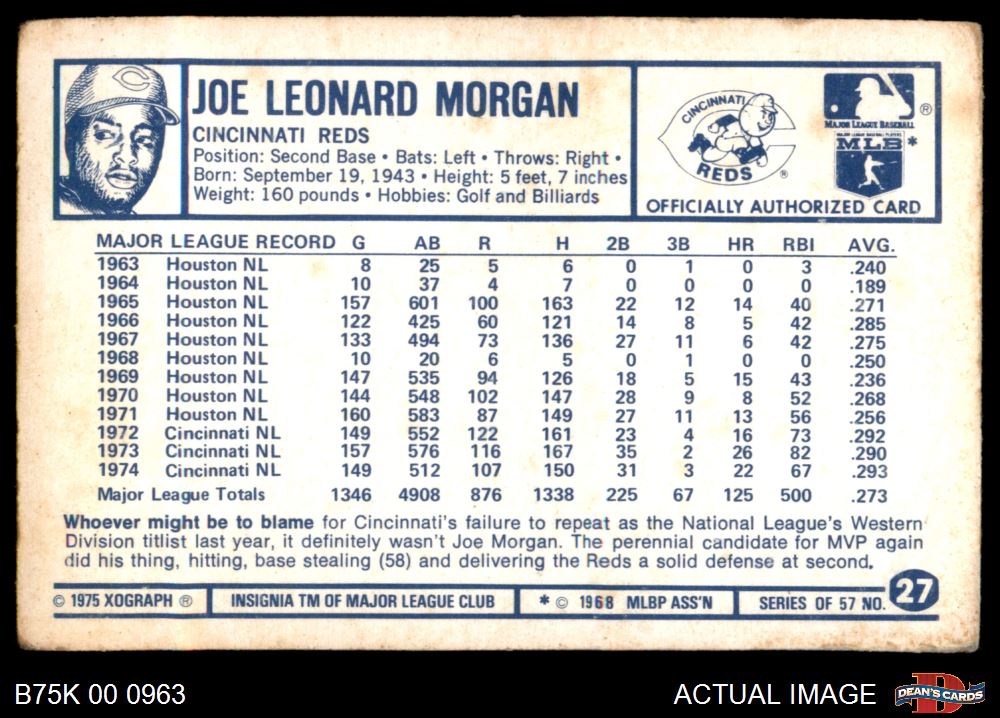 JOE LEONARD MORGAN
CINCINNATI REDS
Position: Second Base • Bats: Left • Throws: Right •
Born: September 19, 1943 • Height: 5 feet, 7 inches
Weight: 160 pounds • Hobbies: Golf and Billiards
CINCINNATI
REDS ®
MAJOR LEAGUE BASEBALL ®
MAJOR LEAGUE BASEBALL PLAYERS
MLB *
OFFICIALLY AUTHORIZED CARD
MAJOR LEAGUE RECORD G AB R H 2B 3B HR RBI AVG.
1963 Houston NL 8 25 5 6 0 1 0 3 .240
1964 Houston NL 10 37 4 7 0 0 0 0 .189
1965 Houston NL 157 601 100 163 22 12 14 40 .271
1966 Houston NL 122 425 60 121 14 8 5 42 .285
1967 Houston NL 133 494 73 136 27 11 6 42 .275
1968 Houston NL 10 20 6 5 0 1 0 0 .250
1969 Houston NL 147 535 94 126 18 5 15 43 .236
1970 Houston NL 144 548 102 147 28 9 8 52 .268
1971 Houston NL 160 583 87 149 27 11 13 56 .256
1972 Cincinnati NL 149 552 122 161 23 4 16 73 .292
1973 Cincinnati NL 157 576 116 167 35 2 26 82 .290
1974 Cincinnati NL 149 512 107 150 31 3 22 67 .293
Major League Totals 1346 4908 876 1338 225 67 125 500 .273
Whoever might be to blame for Cincinnati's failure to repeat as the National League's Western
Division titlist last year, it definitely wasn't Joe Morgan. The perennial candidate for MVP again
did his thing, hitting, base stealing (58) and delivering the Reds a solid defense at second.
© 1975 XOGRAPH ® INSIGNIA TM OF MAJOR LEAGUE CLUB * © 1968 MLBP ASS'N SERIES OF 57 NO. 27
B75K 00 0963 ACTUAL IMAGE DEAN'S CARDS